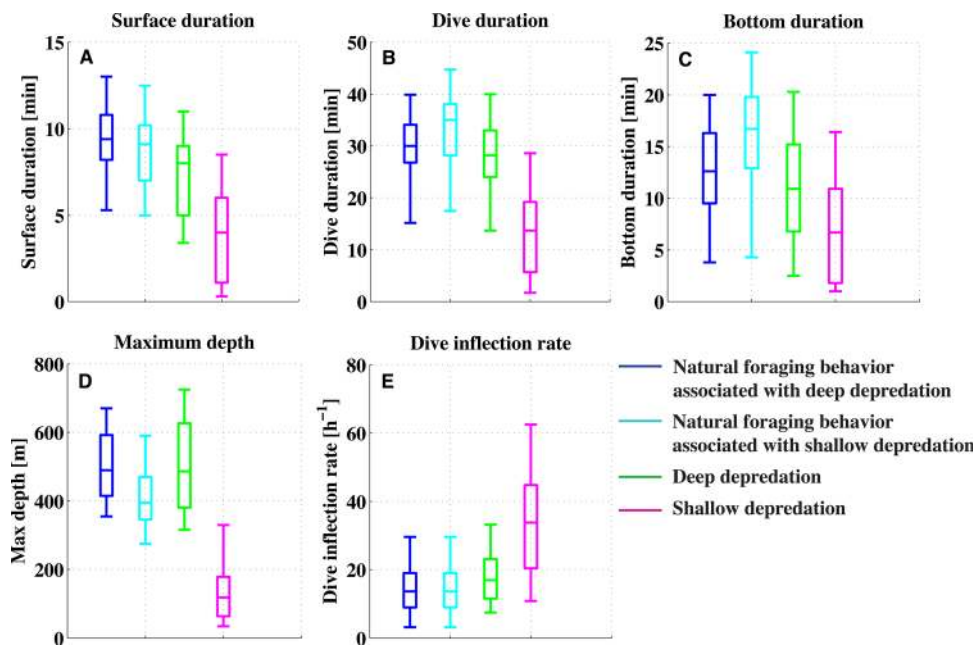 Surface duration
Dive duration
Bottom duration
A
B
C
Surface duration [min]
15
10
5
0
Dive duration [min]
50
40
30
20
10
0
Bottom duration [min]
25
20
15
10
5
0
Maximum depth
Dive inflection rate
D
E
Max depth [m]
800
600
400
200
0
Dive inflection rate [h⁻¹]
80
60
40
20
0
Natural foraging behavior
associated with deep depredation
Natural foraging behavior
associated with shallow depredation
Deep depredation
Shallow depredation